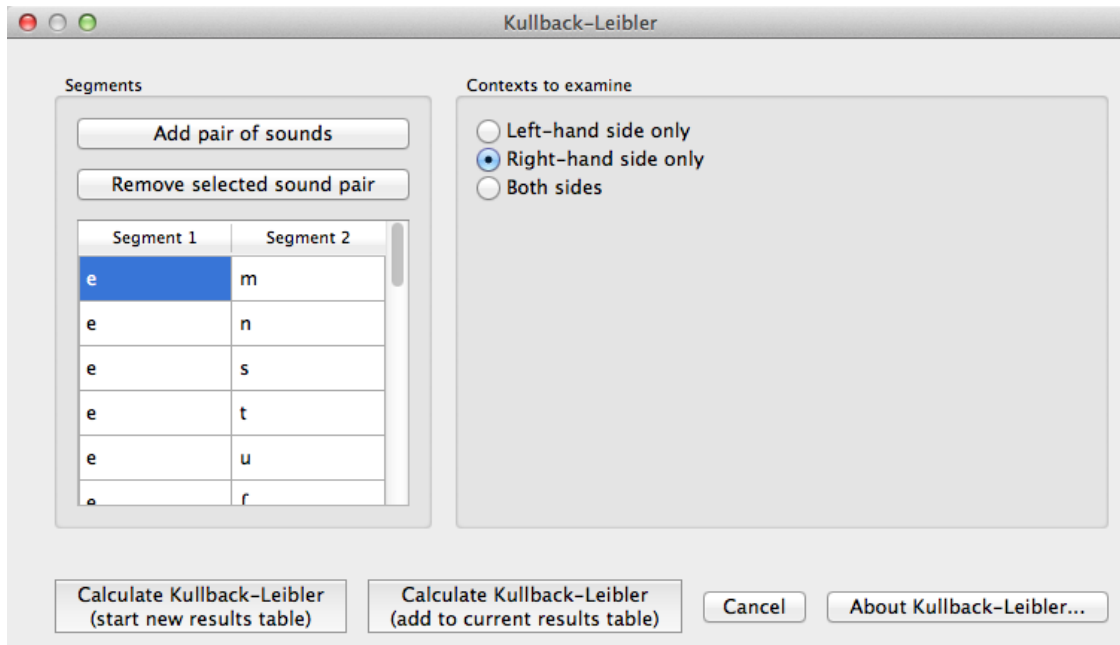 Kullback-Leibler
Segments
Add pair of sounds
Remove selected sound pair
Segment 1 Segment 2
e m
e n
e s
e t
e u
e ʃ
Contexts to examine
Left-hand side only
Right-hand side only
Both sides
Calculate Kullback-Leibler
(start new results table)
Calculate Kullback-Leibler
(add to current results table)
Cancel
About Kullback-Leibler...